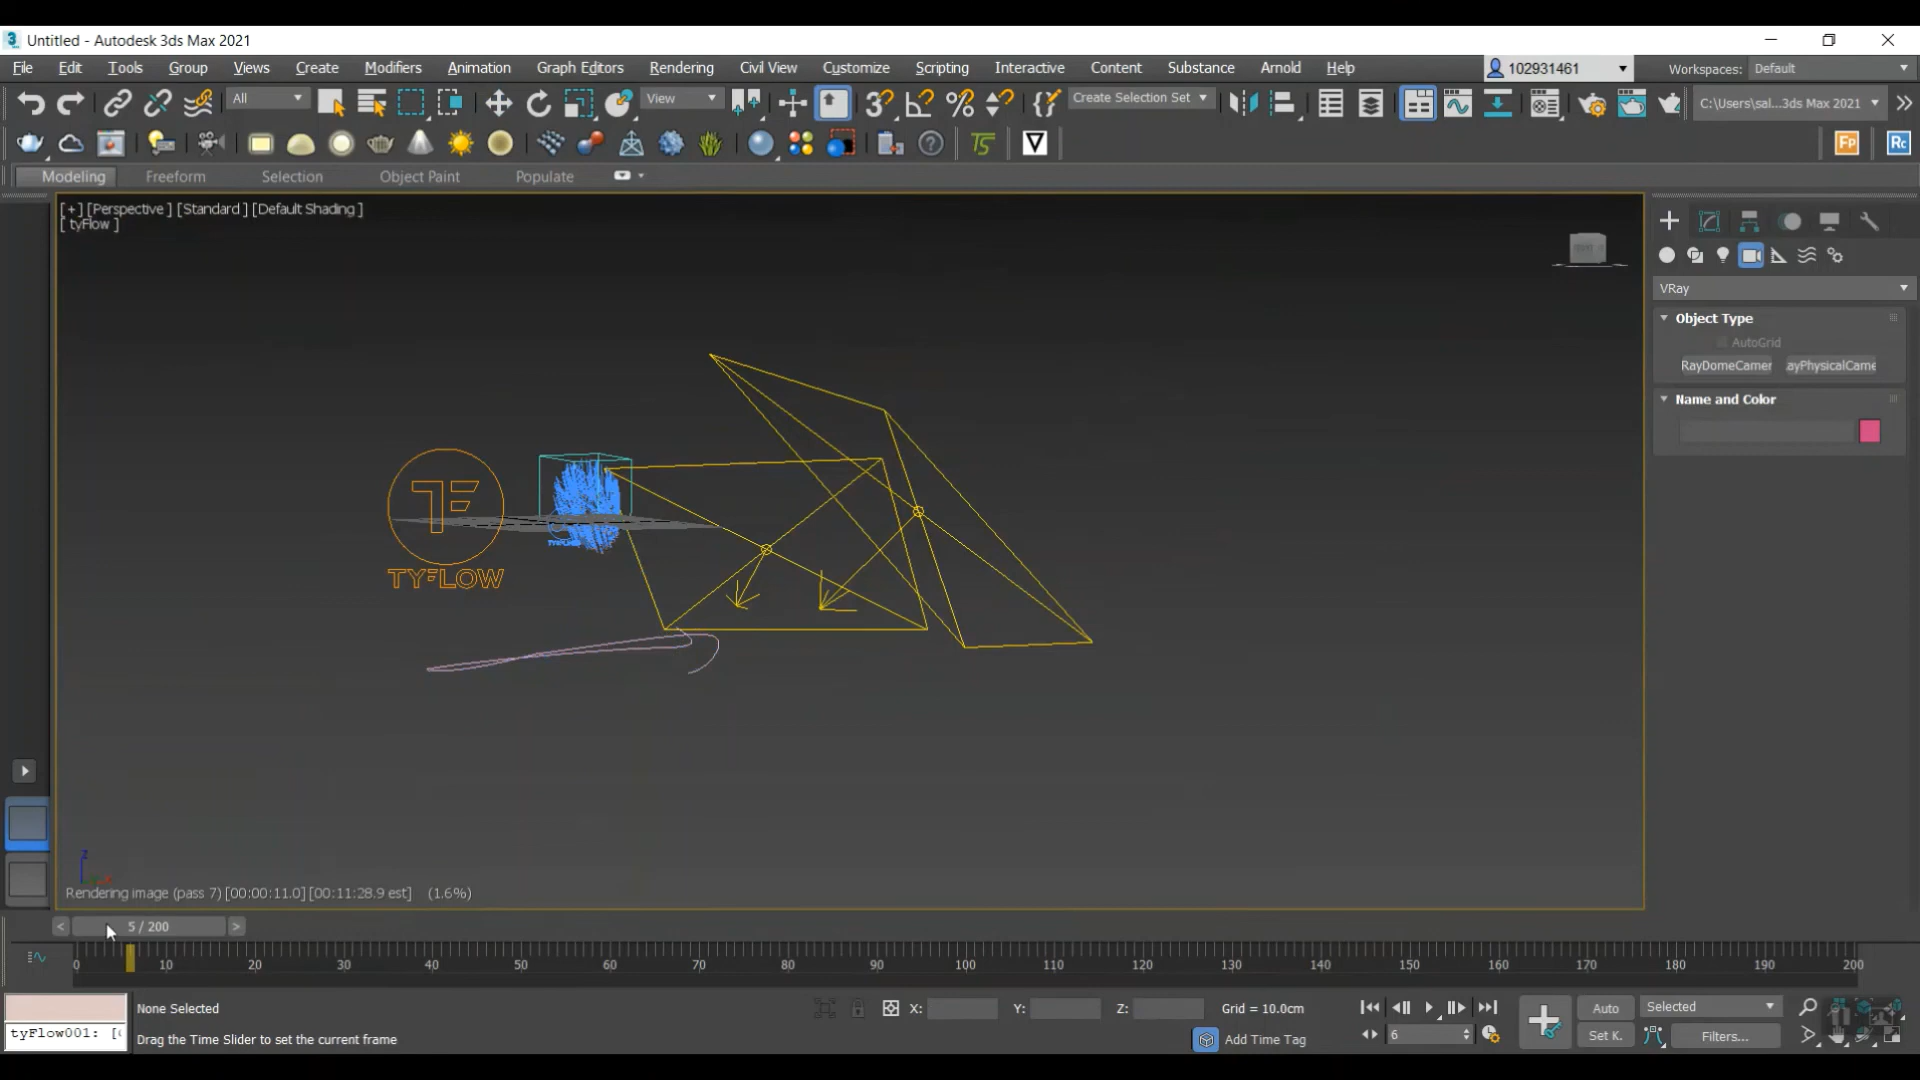 Untitled - Autodesk 3ds Max 2021
File Edit Tools Group Views Create Modifiers Animation Graph Editors Rendering Civil View Customize Scripting Interactive Content Substance Arnold Help 102931461 Workspaces: Default
All View Create Selection Set C:\Users\sal...3ds Max 2021
Fp Rc
Modeling Freeform Selection Object Paint Populate
[+] [Perspective ] [Standard ] [Default Shading ]
[ tyFlow ]
VRay
Object Type
AutoGrid
RayDomeCamer ayPhysicalCame
Name and Color
TYFLOW
Rendering image (pass 7) [00:00:11.0] [00:11:28.9 est] (1.6%)
< 5 / 200 >
0 10 20 30 40 50 60 70 80 90 100 110 120 130 140 150 160 170 180 190 200
None Selected X: Y: Z: Grid = 10.0cm Auto Selected
tyFlow001: [
Drag the Time Slider to set the current frame Add Time Tag 6 Set K. Filters...